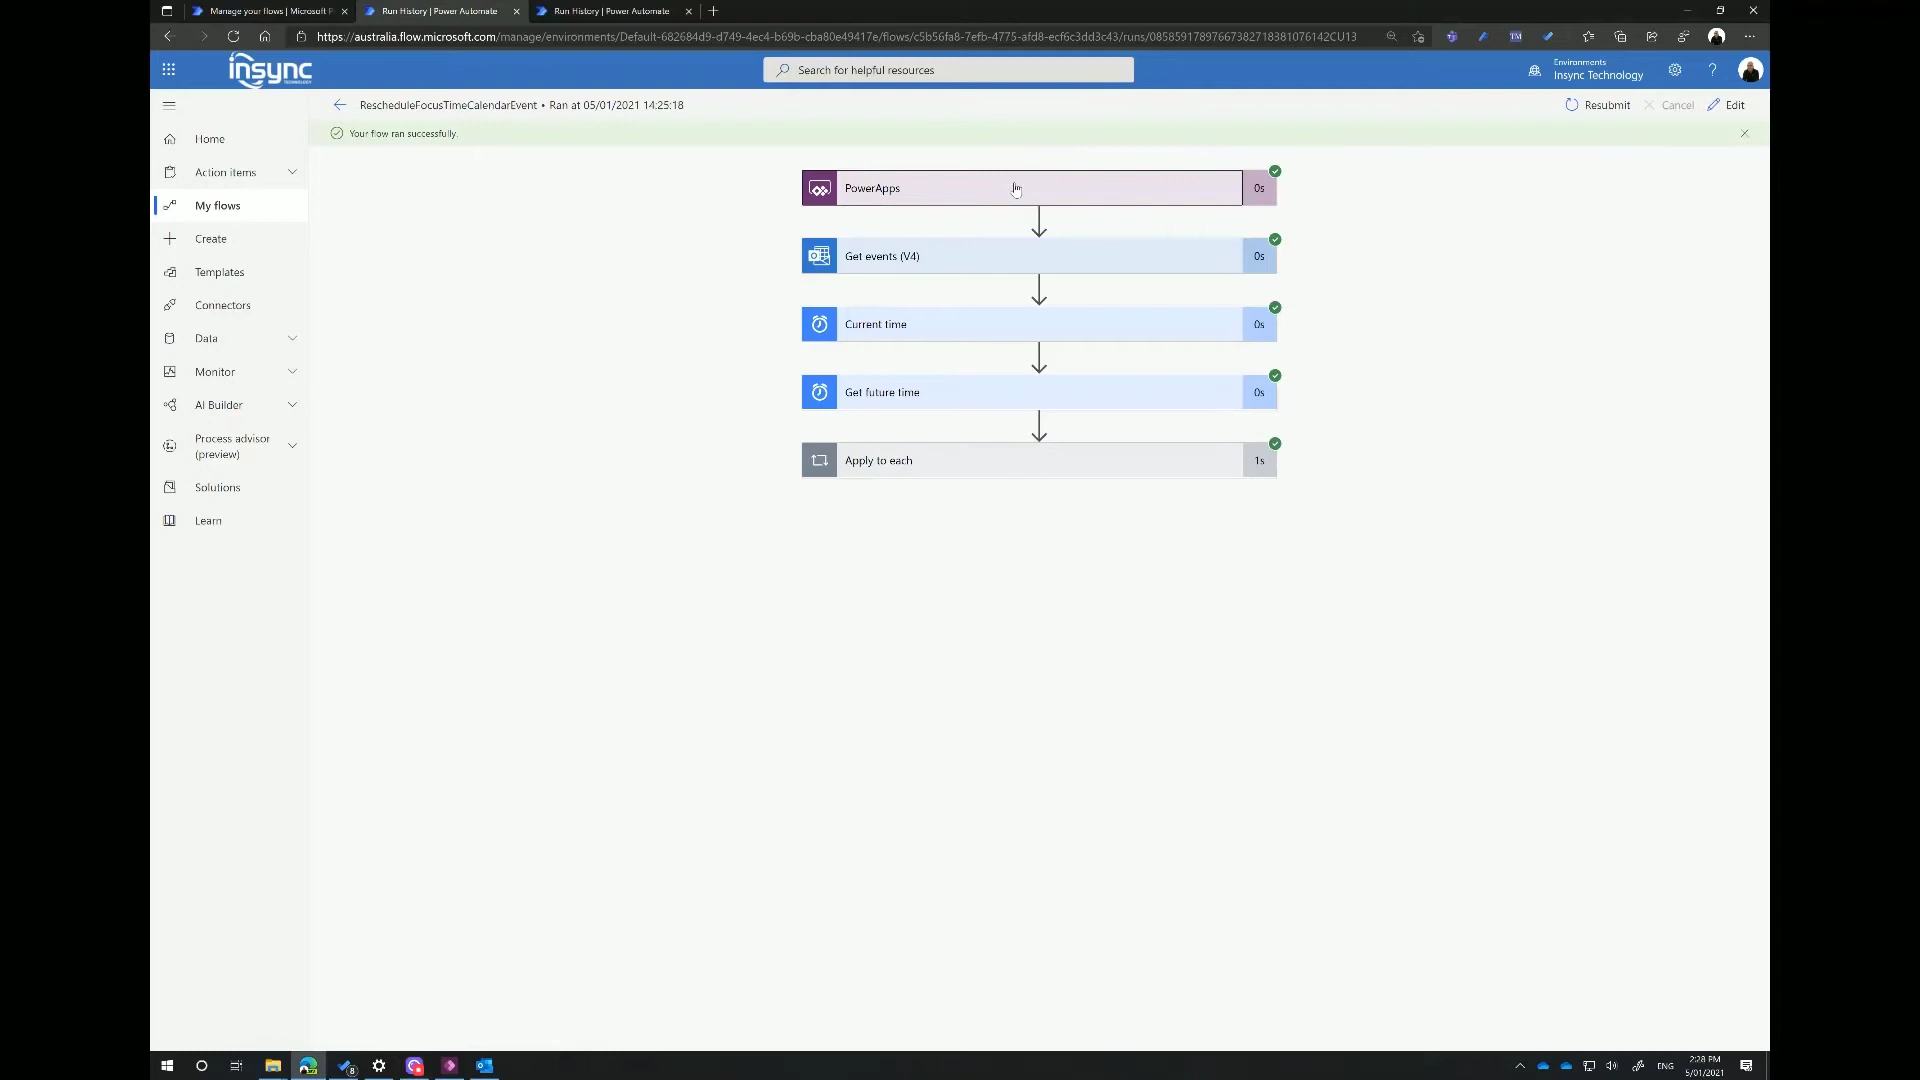 Manage your flows | Microsoft P
Run History | Power Automate
Run History | Power Automate
https://australia.flow.microsoft.com/manage/environments/Default-682684d9-d749-4ec4-b69b-cba80e49417e/flows/c5b56fa8-7efb-4775-afd8-ecf6c3dd3c43/runs/08585917897667382718381076142CU13
insync
TECHNOLOGY
Search for helpful resources
Environments
Insync Technology
RescheduleFocusTimeCalendarEvent • Ran at 05/01/2021 14:25:18
Resubmit
Cancel
Edit
Your flow ran successfully.
Home
Action items
My flows
Create
Templates
Connectors
Data
Monitor
AI Builder
Process advisor
(preview)
Solutions
Learn
PowerApps
0s
Get events (V4)
0s
Current time
0s
Get future time
0s
Apply to each
1s
8
ENG
2:28 PM
5/01/2021